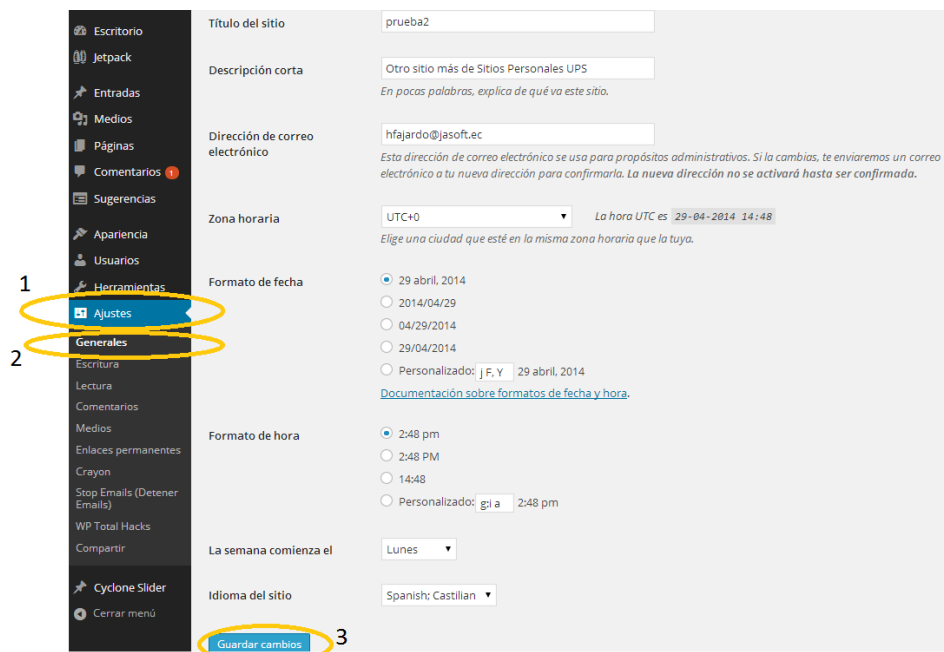 Escritorio
Jetpack
Entradas
Medios
Páginas
Comentarios 1
Sugerencias
Apariencia
Usuarios
Herramientas
1
Ajustes
2
Generales
Escritura
Lectura
Comentarios
Medios
Enlaces permanentes
Crayon
Stop Emails (Detener
Emails)
WP Total Hacks
Compartir
Cyclone Slider
Cerrar menú
Título del sitio
prueba2
Descripción corta
Otro sitio más de Sitios Personales UPS
En pocas palabras, explica de qué va este sitio.
Dirección de correo
electrónico
hfajardo@jasoft.ec
Esta dirección de correo electrónico se usa para propósitos administrativos. Si la cambias, te enviaremos un correo
electrónico a tu nueva dirección para confirmarla. La nueva dirección no se activará hasta ser confirmada.
Zona horaria
UTC+0
La hora UTC es 29-04-2014 14:48
Elige una ciudad que esté en la misma zona horaria que la tuya.
Formato de fecha
29 abril, 2014
2014/04/29
04/29/2014
29/04/2014
Personalizado: j F, Y 29 abril, 2014
Documentación sobre formatos de fecha y hora.
Formato de hora
2:48 pm
2:48 PM
14:48
Personalizado: g:i a 2:48 pm
La semana comienza el
Lunes
Idioma del sitio
Spanish; Castilian
Guardar cambios
3